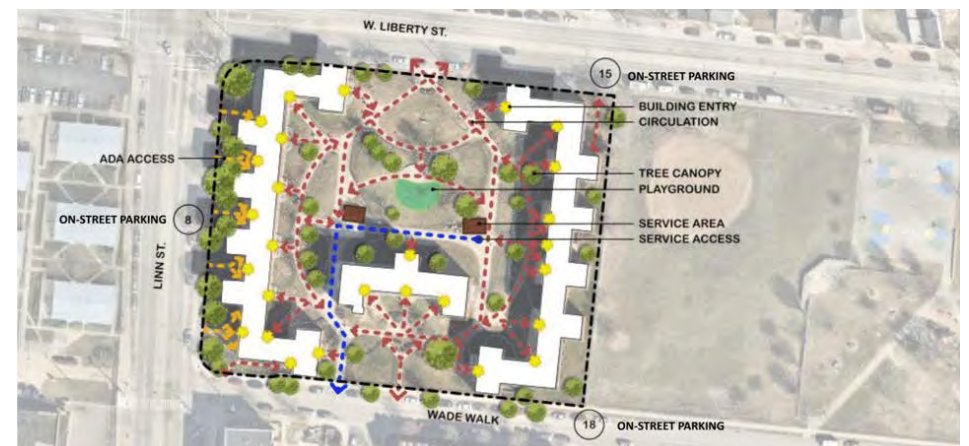 W. LIBERTY ST.
15 ON-STREET PARKING
BUILDING ENTRY
CIRCULATION
ADA ACCESS
TREE CANOPY
PLAYGROUND
ON-STREET PARKING 8
SERVICE AREA
SERVICE ACCESS
LINN ST.
WADE WALK
18 ON-STREET PARKING